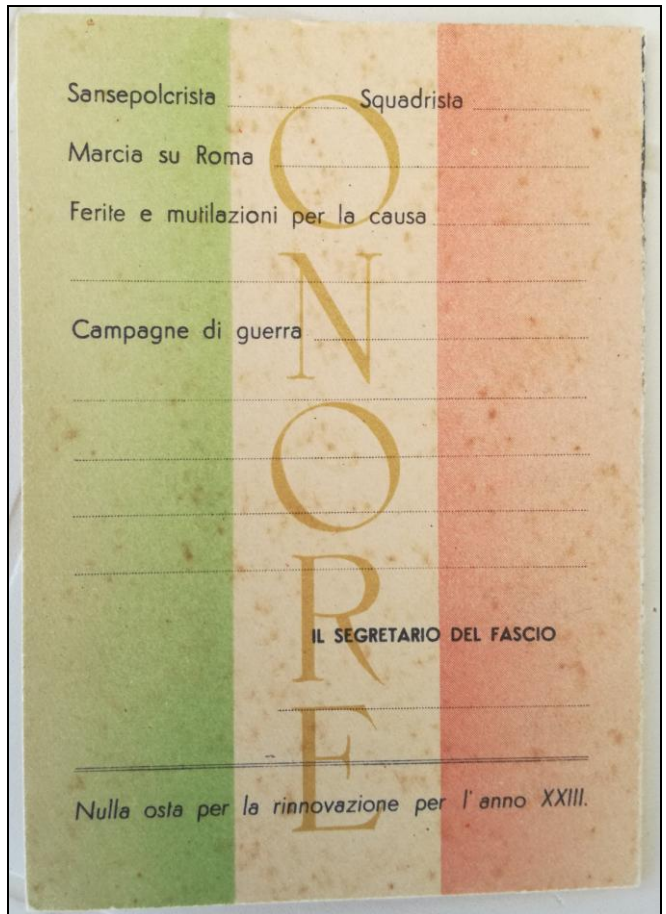 Sansepolcrista Squadrista
Marcia su Roma
Ferite e mutilazioni per la causa
Campagne di guerra
ONORE
IL SEGRETARIO DEL FASCIO
Nulla osta per la rinnovazione per l'anno XXIII.